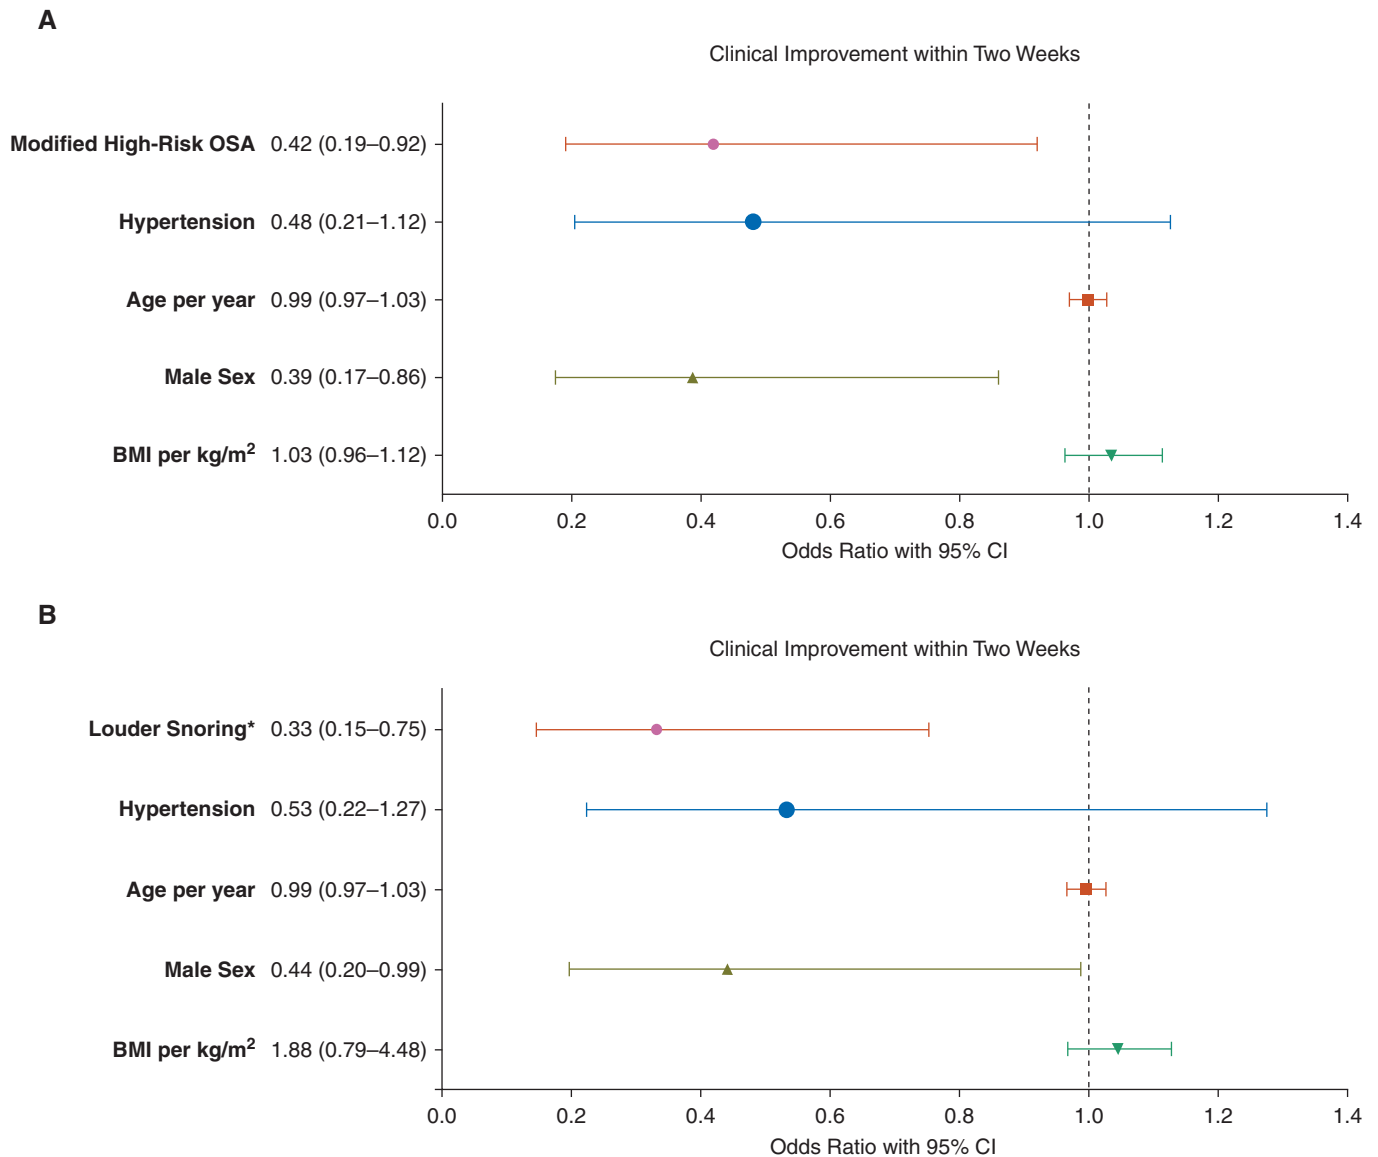 A
Clinical Improvement within Two Weeks
Modified High-Risk OSA 0.42 (0.19–0.92)
Hypertension 0.48 (0.21–1.12)
Age per year 0.99 (0.97–1.03)
Male Sex 0.39 (0.17–0.86)
BMI per kg/m² 1.03 (0.96–1.12)
0.0 0.2 0.4 0.6 0.8 1.0 1.2 1.4
Odds Ratio with 95% CI
B
Clinical Improvement within Two Weeks
Louder Snoring* 0.33 (0.15–0.75)
Hypertension 0.53 (0.22–1.27)
Age per year 0.99 (0.97–1.03)
Male Sex 0.44 (0.20–0.99)
BMI per kg/m² 1.88 (0.79–4.48)
0.0 0.2 0.4 0.6 0.8 1.0 1.2 1.4
Odds Ratio with 95% CI